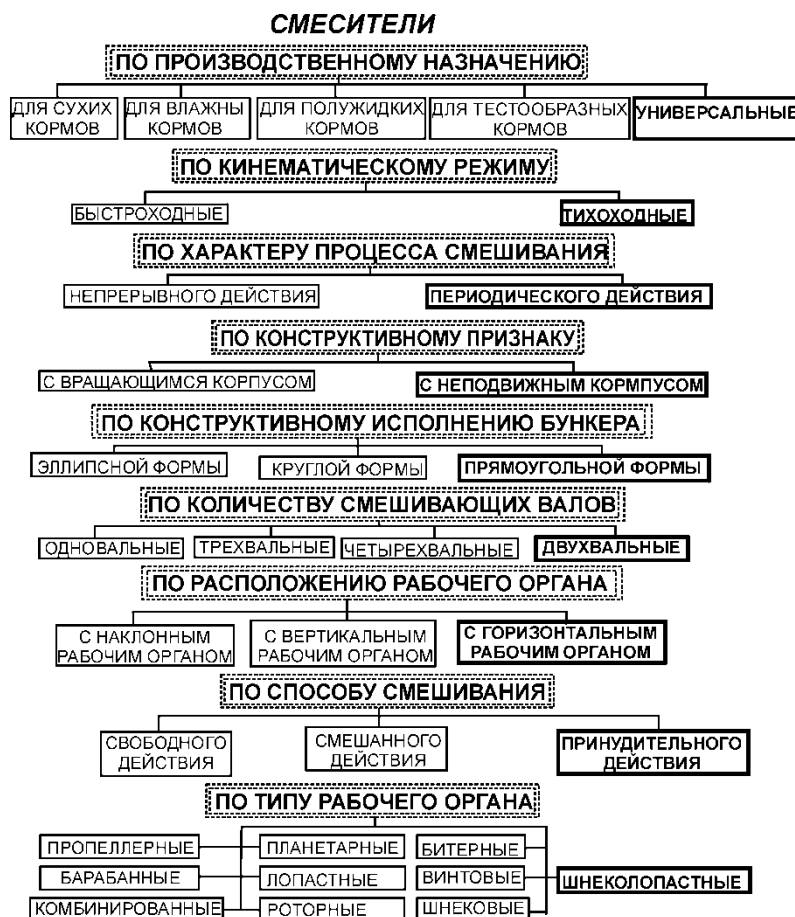 СМЕСИТЕЛИ
ПО ПРОИЗВОДСТВЕННОМУ НАЗНАЧЕНИЮ
ДЛЯ СУХИХ
КОРМОВ
ДЛЯ ВЛАЖНЫ
КОРМОВ
ДЛЯ ПОЛУЖИДКИХ
КОРМОВ
ДЛЯ ТЕСТООБРАЗНЫХ
КОРМОВ
УНИВЕРСАЛЬНЫЕ
ПО КИНЕМАТИЧЕСКОМУ РЕЖИМУ
БЫСТРОХОДНЫЕ
ТИХОХОДНЫЕ
ПО ХАРАКТЕРУ ПРОЦЕССА СМЕШИВАНИЯ
НЕПРЕРЫВНОГО ДЕЙСТВИЯ
ПЕРИОДИЧЕСКОГО ДЕЙСТВИЯ
ПО КОНСТРУКТИВНОМУ ПРИЗНАКУ
С ВРАЩАЮЩИМСЯ КОРПУСОМ
С НЕПОДВИЖНЫМ КОРМПУСОМ
ПО КОНСТРУКТИВНОМУ ИСПОЛНЕНИЮ БУНКЕРА
ЭЛЛИПСНОЙ ФОРМЫ
КРУГЛОЙ ФОРМЫ
ПРЯМОУГОЛЬНОЙ ФОРМЫ
ПО КОЛИЧЕСТВУ СМЕШИВАЮЩИХ ВАЛОВ
ОДНОВАЛЬНЫЕ
ТРЕХВАЛЬНЫЕ
ЧЕТЫРЕХВАЛЬНЫЕ
ДВУХВАЛЬНЫЕ
ПО РАСПОЛОЖЕНИЮ РАБОЧЕГО ОРГАНА
С НАКЛОННЫМ
РАБОЧИМ ОРГАНОМ
С ВЕРТИКАЛЬНЫМ
РАБОЧИМ ОРГАНОМ
С ГОРИЗОНТАЛЬНЫМ
РАБОЧИМ ОРГАНОМ
ПО СПОСОБУ СМЕШИВАНИЯ
СВОБОДНОГО
ДЕЙСТВИЯ
СМЕШАННОГО
ДЕЙСТВИЯ
ПРИНУДИТЕЛЬНОГО
ДЕЙСТВИЯ
ПО ТИПУ РАБОЧЕГО ОРГАНА
ПРОПЕЛЛЕРНЫЕ
ПЛАНЕТАРНЫЕ
БИТЕРНЫЕ
БАРАБАННЫЕ
ЛОПАСТНЫЕ
ВИНТОВЫЕ
ШНЕКОЛОПАСТНЫЕ
КОМБИНИРОВАННЫЕ
РОТОРНЫЕ
ШНЕКОВЫЕ